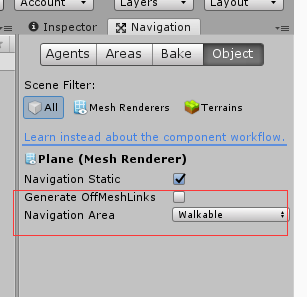 Account Layers Layout
Inspector Navigation
Agents Areas Bake Object
Scene Filter:
All Mesh Renderers Terrains
Learn instead about the component workflow.
Plane (Mesh Renderer)
Navigation Static
Generate OffMeshLinks
Navigation Area Walkable